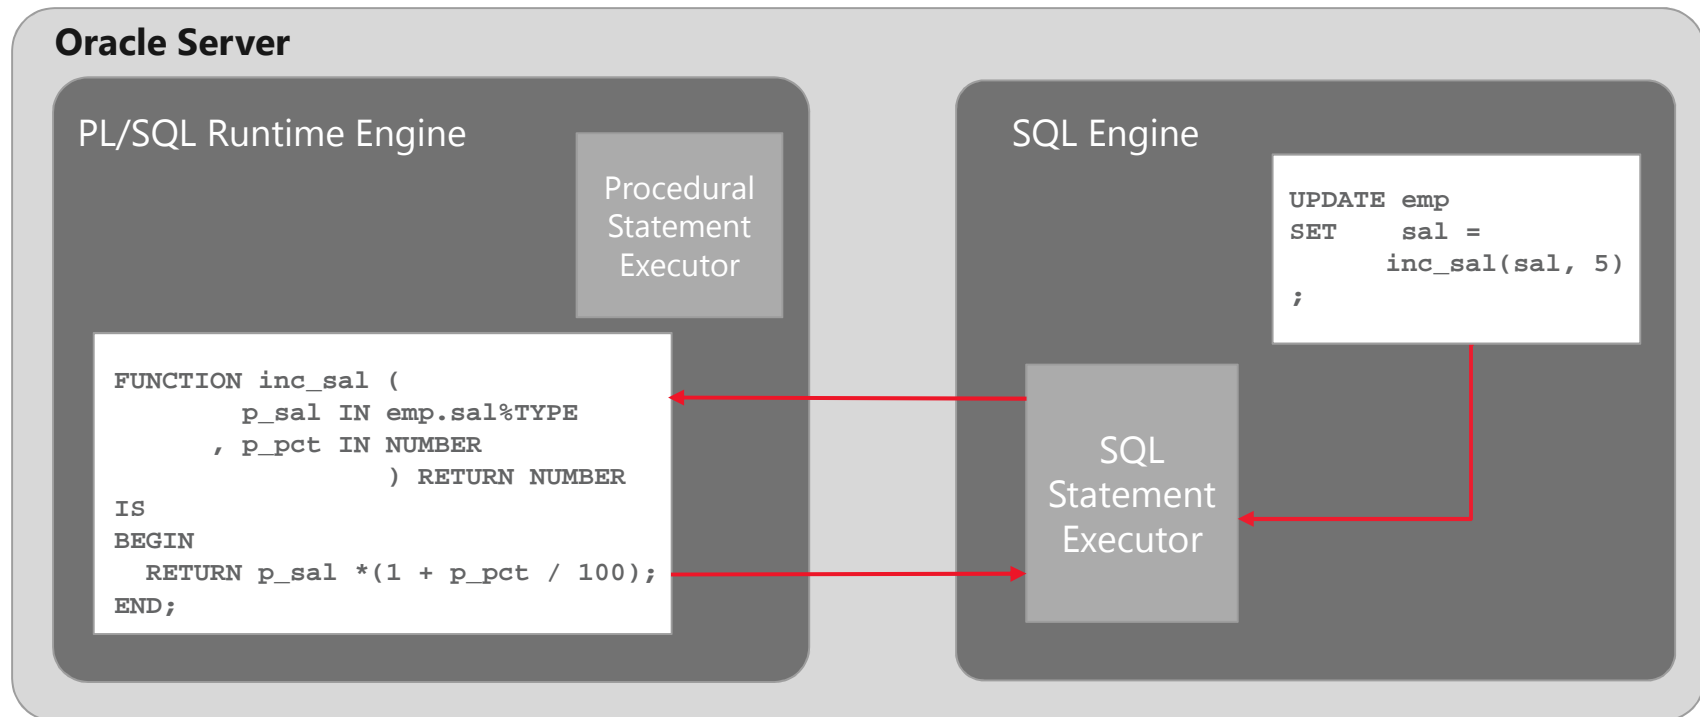 Oracle Server
PL/SQL Runtime Engine
Procedural
Statement
Executor
FUNCTION inc_sal (
        p_sal IN emp.sal%TYPE
      , p_pct IN NUMBER
                 ) RETURN NUMBER
IS
BEGIN
  RETURN p_sal *(1 + p_pct / 100);
END;
SQL Engine
UPDATE emp
SET    sal =
      inc_sal(sal, 5)
;
SQL
Statement
Executor